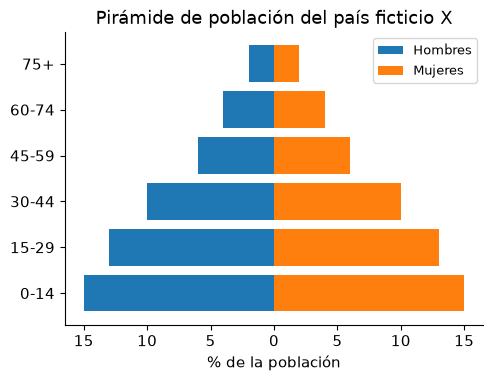 Pirámide de población del país ficticio X
Hombres
Mujeres
75+
60-74
45-59
30-44
15-29
0-14
15 10 5 0 5 10 15
% de la población